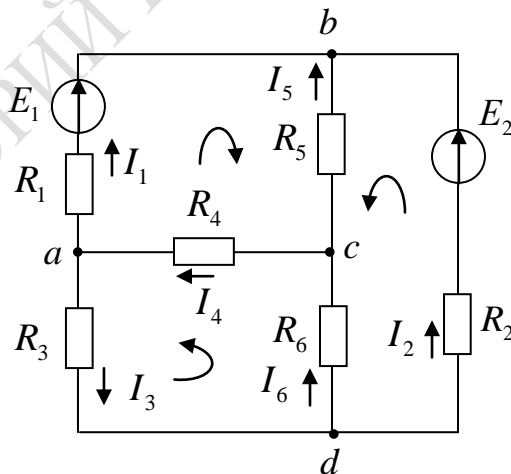 b
I₅
E₁
E₂
R₅
I₁
R₁
R₄
a
c
I₄
R₃
R₆
I₂
R₂
I₃
I₆
d